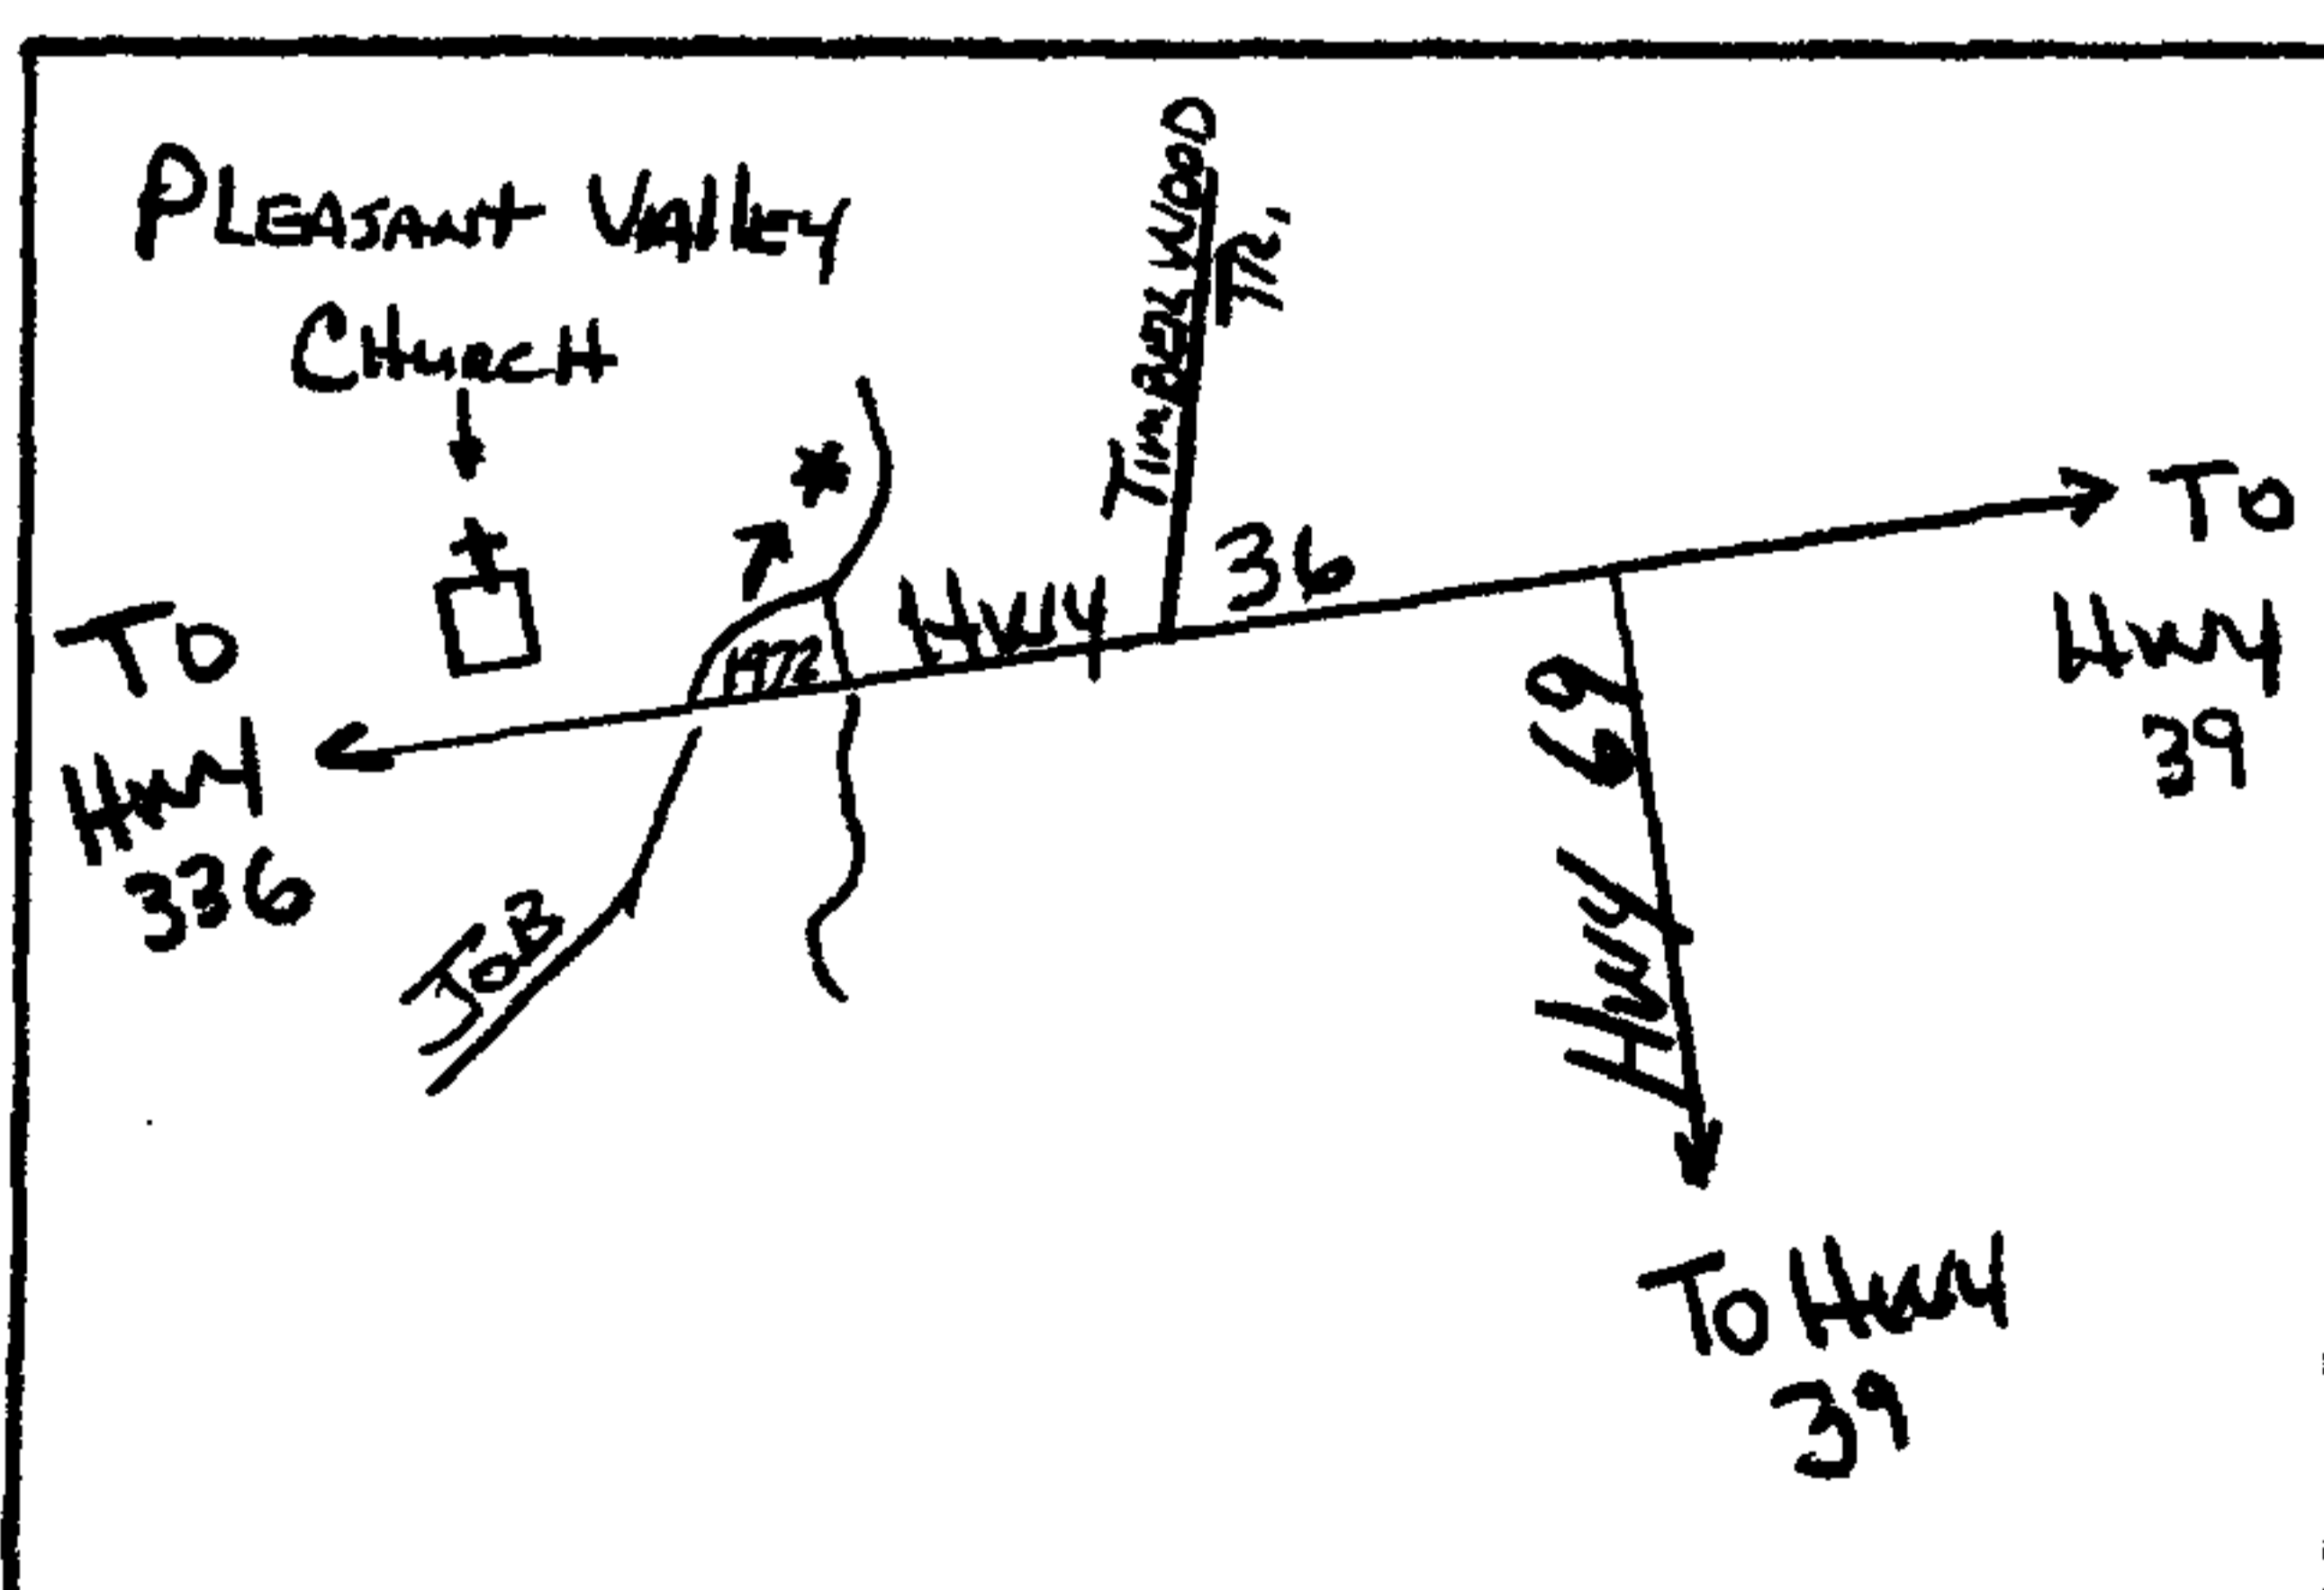 PLEASANT VALLEY
CHURCH
TIMBERWOOD
TR.
*
To
Hwy
336
1972
Hwy 36
To
Hwy
39
Job
Hwy 69
To Hwy
39